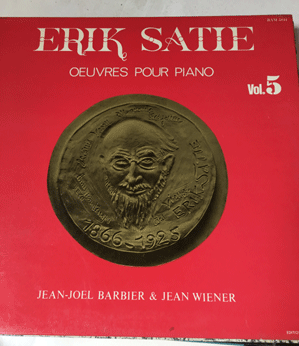 ERIK SATIE
OEUVRES POUR PIANO
Vol. 5
1866-1925
JEAN-JOEL BARBIER & JEAN WIENER